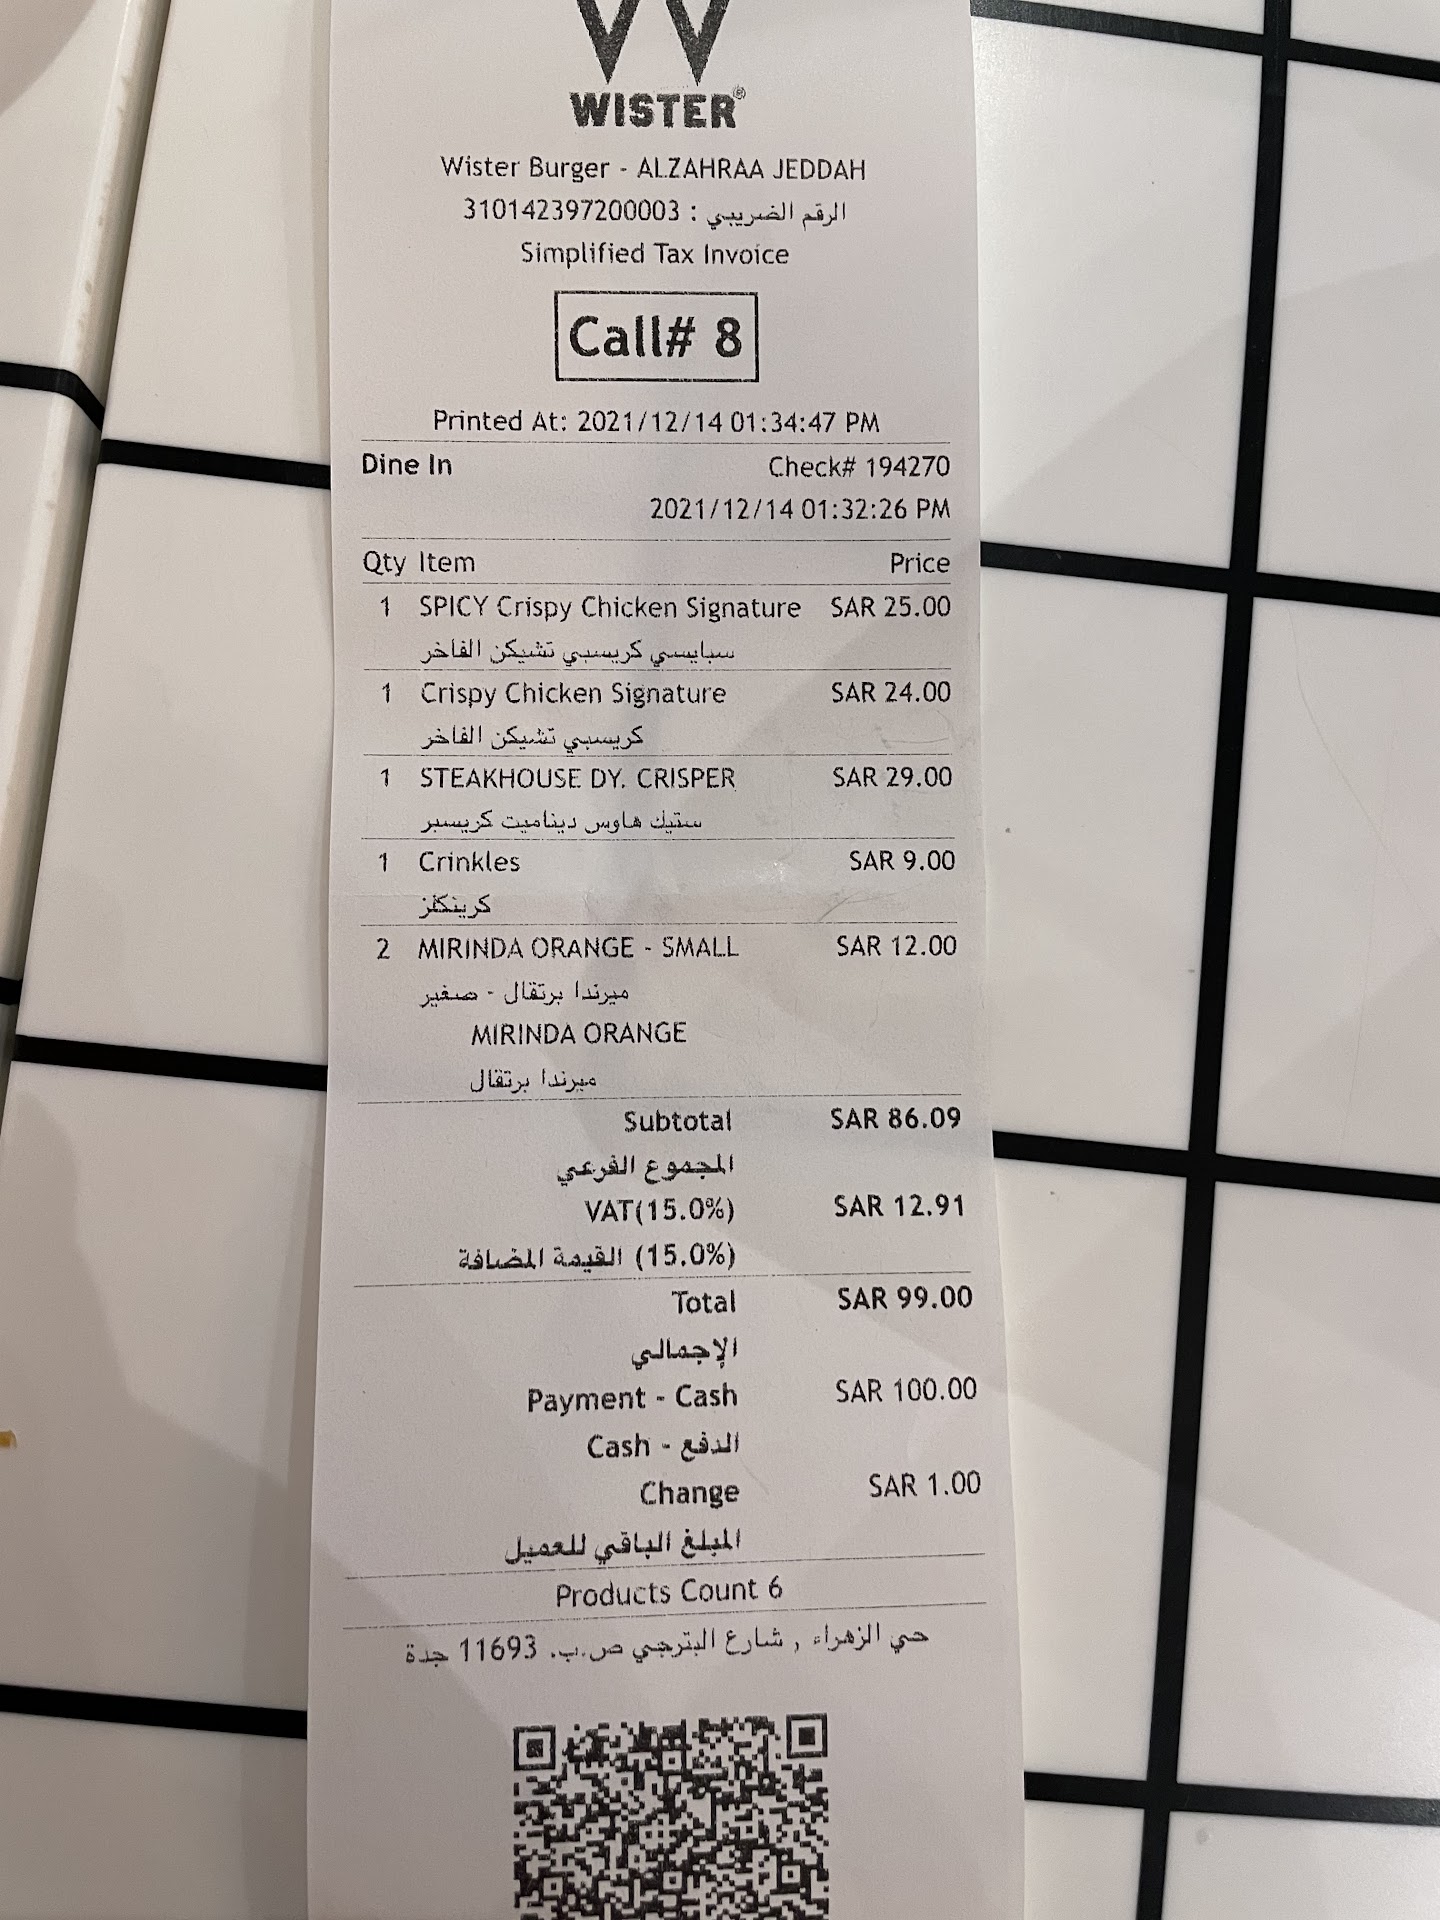 WISTER®
Wister Burger - ALZAHRAA JEDDAH
الرقم الضريبي : 310142397200003
Simplified Tax Invoice
Call# 8
Printed At: 2021/12/14 01:34:47 PM
Dine In Check# 194270
2021/12/14 01:32:26 PM
Qty Item Price
1 SPICY Crispy Chicken Signature SAR 25.00
سبايسي كريسبي تشيكن الفاخر
1 Crispy Chicken Signature SAR 24.00
كريسبي تشيكن الفاخر
1 STEAKHOUSE DY. CRISPER SAR 29.00
ستيك هاوس ديناميت كريسبر
1 Crinkles SAR 9.00
كرينكلز
2 MIRINDA ORANGE - SMALL SAR 12.00
ميرندا برتقال - صغير
MIRINDA ORANGE
ميرندا برتقال
Subtotal SAR 86.09
المجموع الفرعي
VAT(15.0%) SAR 12.91
القيمة المضافة (15.0%)
Total SAR 99.00
الإجمالي
Payment - Cash SAR 100.00
الدفع - Cash
Change SAR 1.00
المبلغ الباقي للعميل
Products Count 6
حي الزهراء , شارع البترجي ص.ب. 11693 جدة